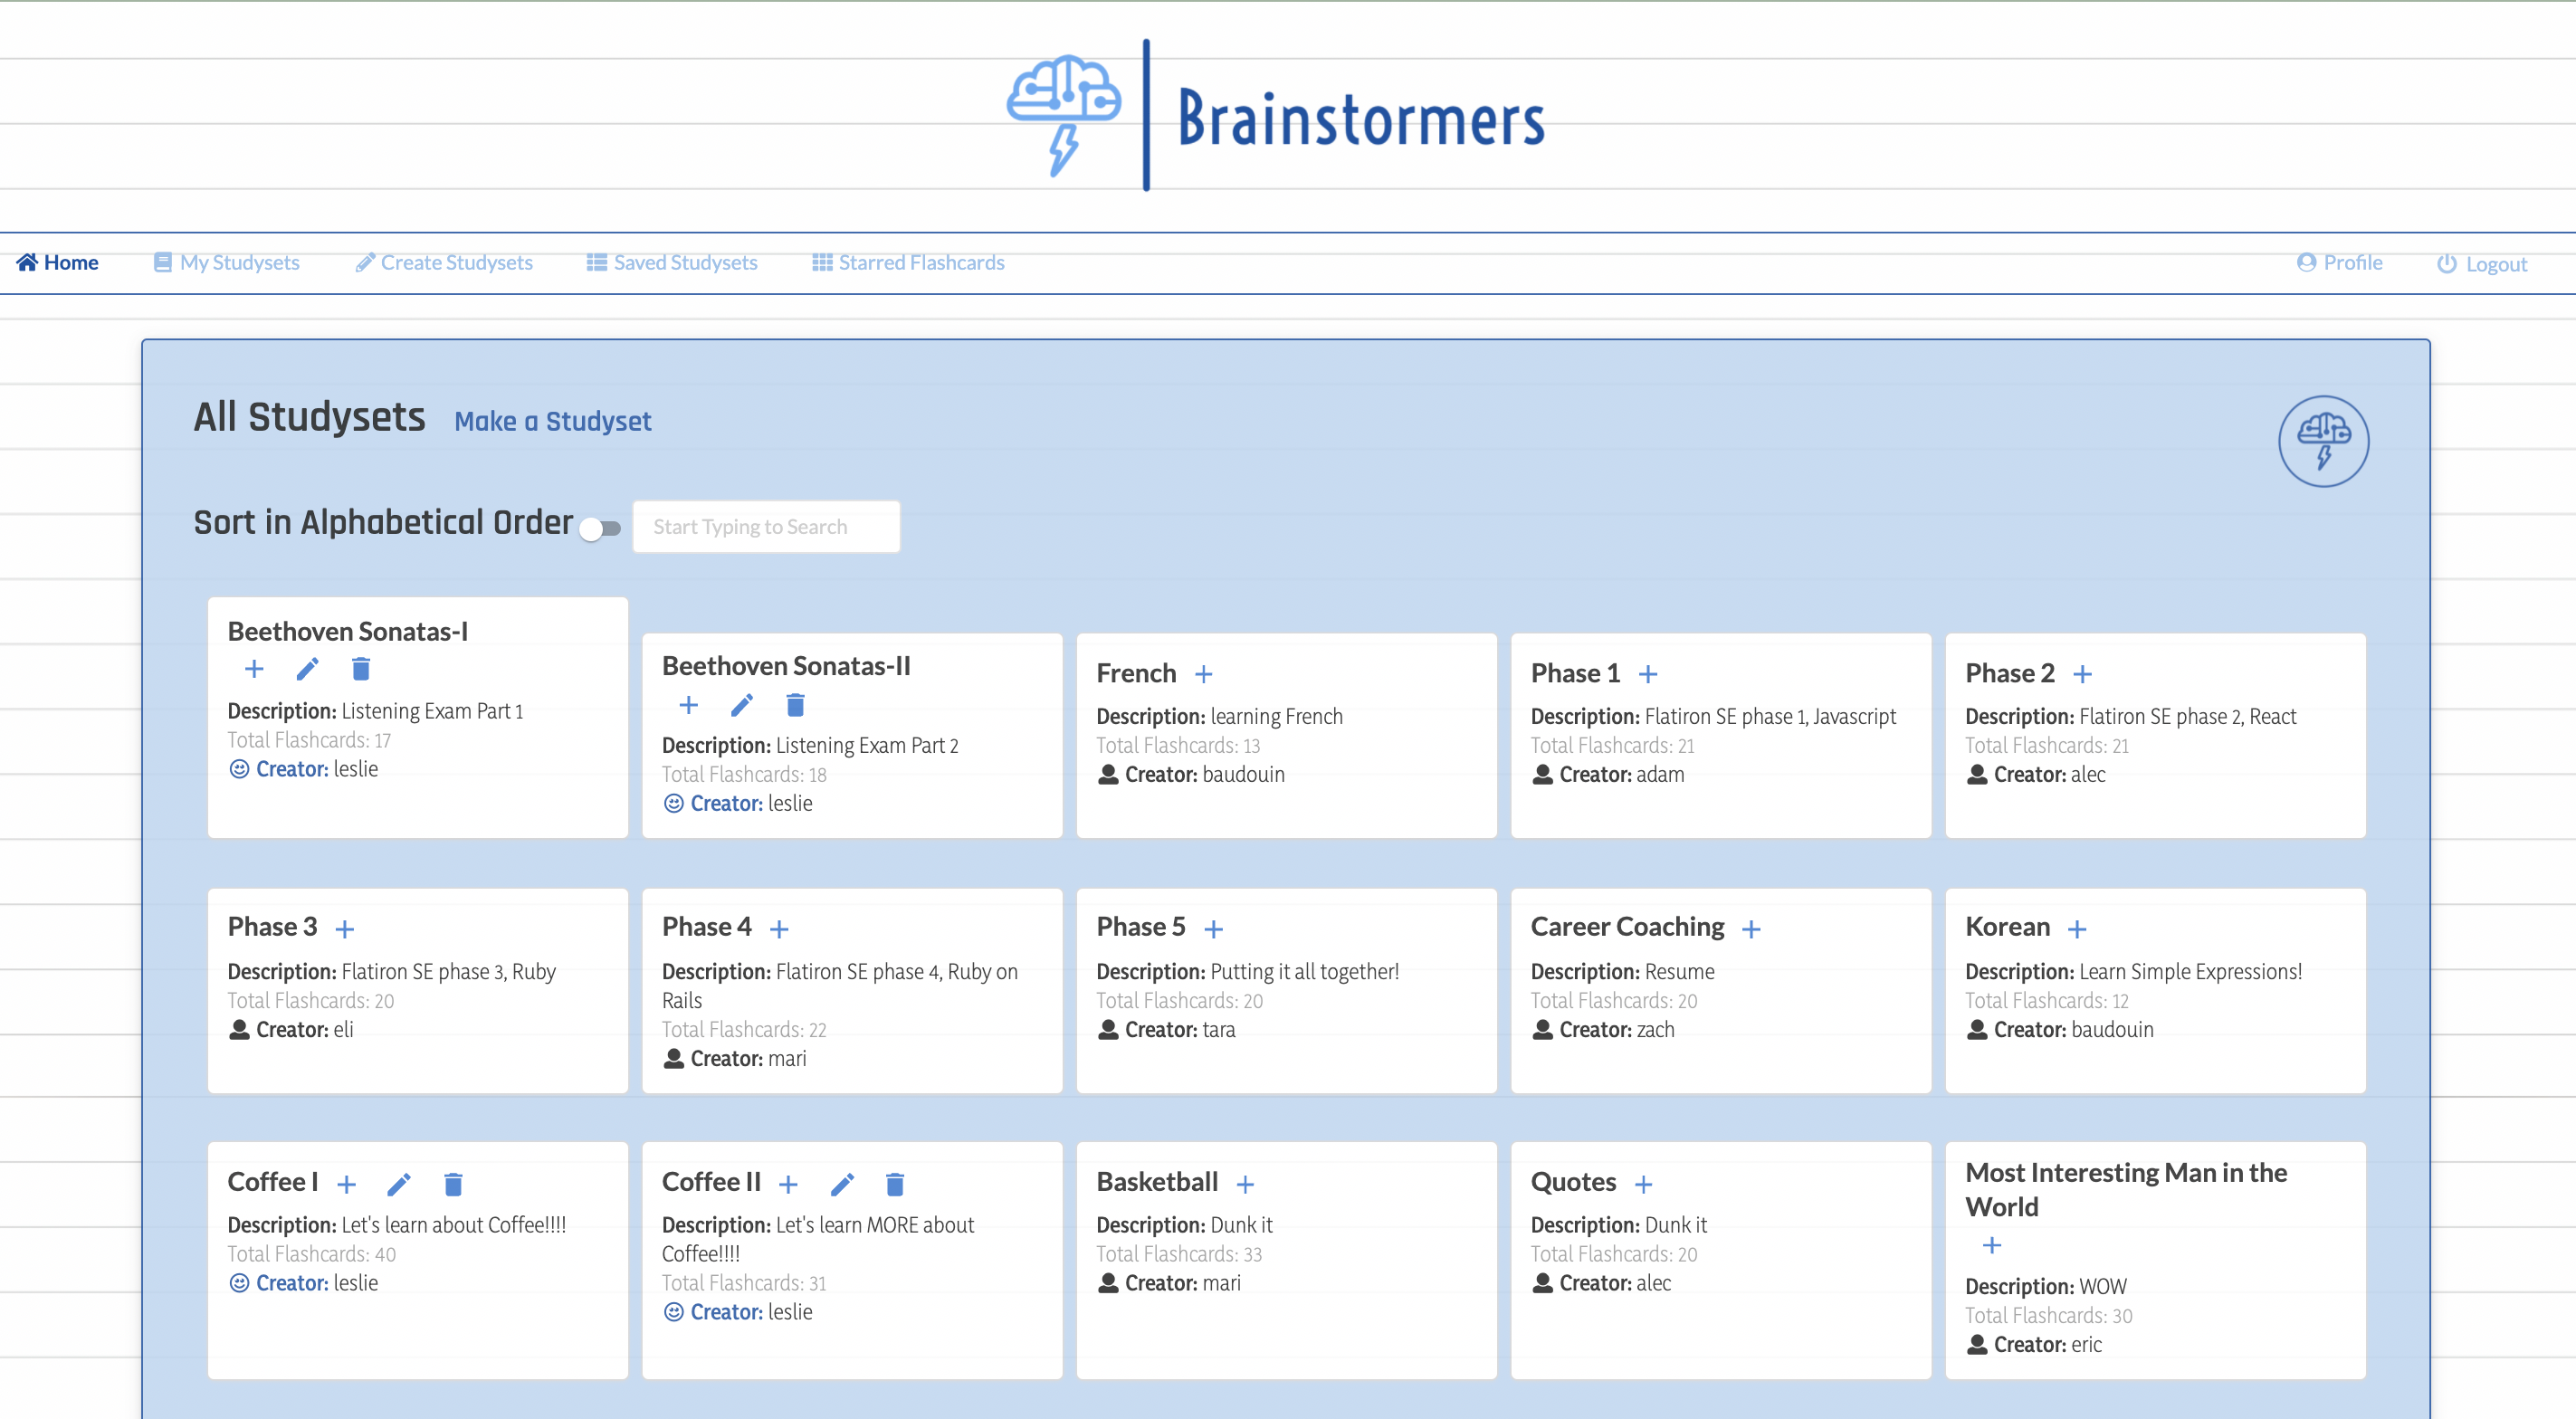 Brainstormers
Home My Studysets Create Studysets Saved Studysets Starred Flashcards Profile Logout
All Studysets Make a Studyset
Sort in Alphabetical Order Start Typing to Search
Beethoven Sonatas-I
Description: Listening Exam Part 1
Total Flashcards: 17
Creator: leslie
Beethoven Sonatas-II
Description: Listening Exam Part 2
Total Flashcards: 18
Creator: leslie
French
Description: learning French
Total Flashcards: 13
Creator: baudouin
Phase 1
Description: Flatiron SE phase 1, Javascript
Total Flashcards: 21
Creator: adam
Phase 2
Description: Flatiron SE phase 2, React
Total Flashcards: 21
Creator: alec
Phase 3
Description: Flatiron SE phase 3, Ruby
Total Flashcards: 20
Creator: eli
Phase 4
Description: Flatiron SE phase 4, Ruby on
Rails
Total Flashcards: 22
Creator: mari
Phase 5
Description: Putting it all together!
Total Flashcards: 20
Creator: tara
Career Coaching
Description: Resume
Total Flashcards: 20
Creator: zach
Korean
Description: Learn Simple Expressions!
Total Flashcards: 12
Creator: baudouin
Coffee I
Description: Let's learn about Coffee!!!!
Total Flashcards: 40
Creator: leslie
Coffee II
Description: Let's learn MORE about
Coffee!!!!
Total Flashcards: 31
Creator: leslie
Basketball
Description: Dunk it
Total Flashcards: 33
Creator: mari
Quotes
Description: Dunk it
Total Flashcards: 20
Creator: alec
Most Interesting Man in the
World
Description: WOW
Total Flashcards: 30
Creator: eric